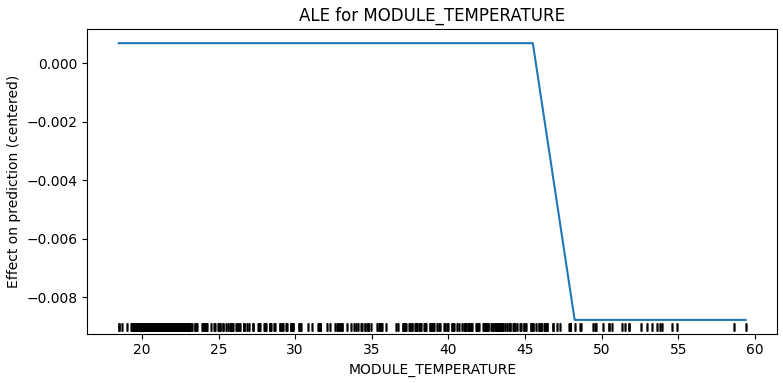 ALE for MODULE_TEMPERATURE
Effect on prediction (centered)
0.000
−0.002
−0.004
−0.006
−0.008
20 25 30 35 40 45 50 55 60
MODULE_TEMPERATURE